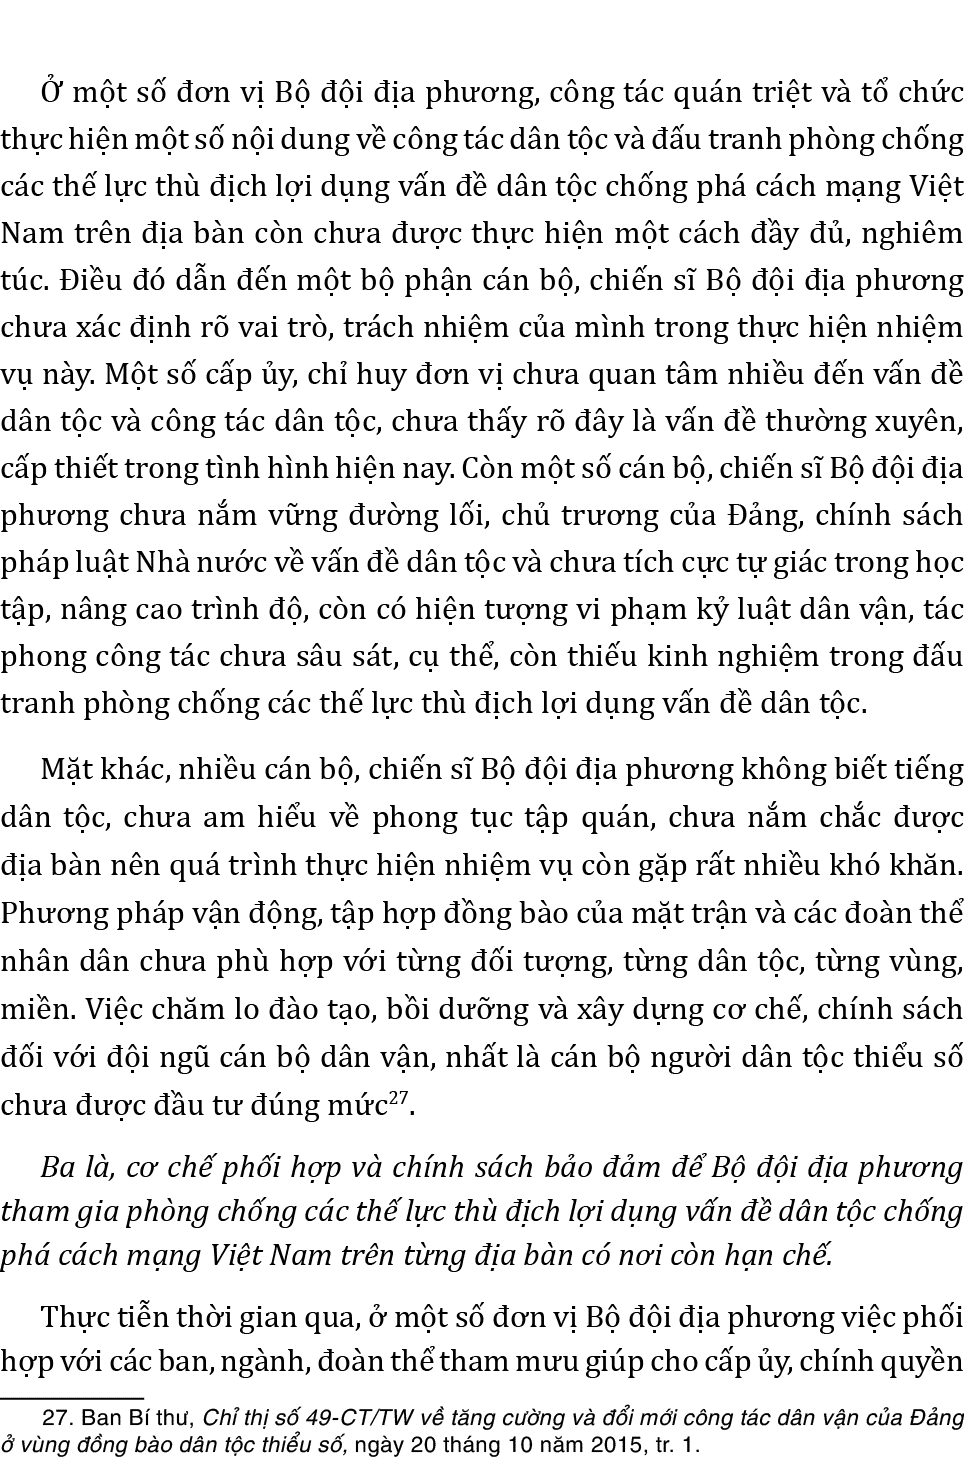 Ở một số đơn vị Bộ đội địa phương, công tác quán triệt và tổ chức
thực hiện một số nội dung về công tác dân tộc và đấu tranh phòng chống
các thế lực thù địch lợi dụng vấn đề dân tộc chống phá cách mạng Việt
Nam trên địa bàn còn chưa được thực hiện một cách đầy đủ, nghiêm
túc. Điều đó dẫn đến một bộ phận cán bộ, chiến sĩ Bộ đội địa phương
chưa xác định rõ vai trò, trách nhiệm của mình trong thực hiện nhiệm
vụ này. Một số cấp ủy, chỉ huy đơn vị chưa quan tâm nhiều đến vấn đề
dân tộc và công tác dân tộc, chưa thấy rõ đây là vấn đề thường xuyên,
cấp thiết trong tình hình hiện nay. Còn một số cán bộ, chiến sĩ Bộ đội địa
phương chưa nắm vững đường lối, chủ trương của Đảng, chính sách
pháp luật Nhà nước về vấn đề dân tộc và chưa tích cực tự giác trong học
tập, nâng cao trình độ, còn có hiện tượng vi phạm kỷ luật dân vận, tác
phong công tác chưa sâu sát, cụ thể, còn thiếu kinh nghiệm trong đấu
tranh phòng chống các thế lực thù địch lợi dụng vấn đề dân tộc.
Mặt khác, nhiều cán bộ, chiến sĩ Bộ đội địa phương không biết tiếng
dân tộc, chưa am hiểu về phong tục tập quán, chưa nắm chắc được
địa bàn nên quá trình thực hiện nhiệm vụ còn gặp rất nhiều khó khăn.
Phương pháp vận động, tập hợp đồng bào của mặt trận và các đoàn thể
nhân dân chưa phù hợp với từng đối tượng, từng dân tộc, từng vùng,
miền. Việc chăm lo đào tạo, bồi dưỡng và xây dựng cơ chế, chính sách
đối với đội ngũ cán bộ dân vận, nhất là cán bộ người dân tộc thiểu số
chưa được đầu tư đúng mức27.
Ba là, cơ chế phối hợp và chính sách bảo đảm để Bộ đội địa phương
tham gia phòng chống các thế lực thù địch lợi dụng vấn đề dân tộc chống
phá cách mạng Việt Nam trên từng địa bàn có nơi còn hạn chế.
Thực tiễn thời gian qua, ở một số đơn vị Bộ đội địa phương việc phối
hợp với các ban, ngành, đoàn thể tham mưu giúp cho cấp ủy, chính quyền
27. Ban Bí thư, Chỉ thị số 49-CT/TW về tăng cường và đổi mới công tác dân vận của Đảng
ở vùng đồng bào dân tộc thiểu số, ngày 20 tháng 10 năm 2015, tr. 1.